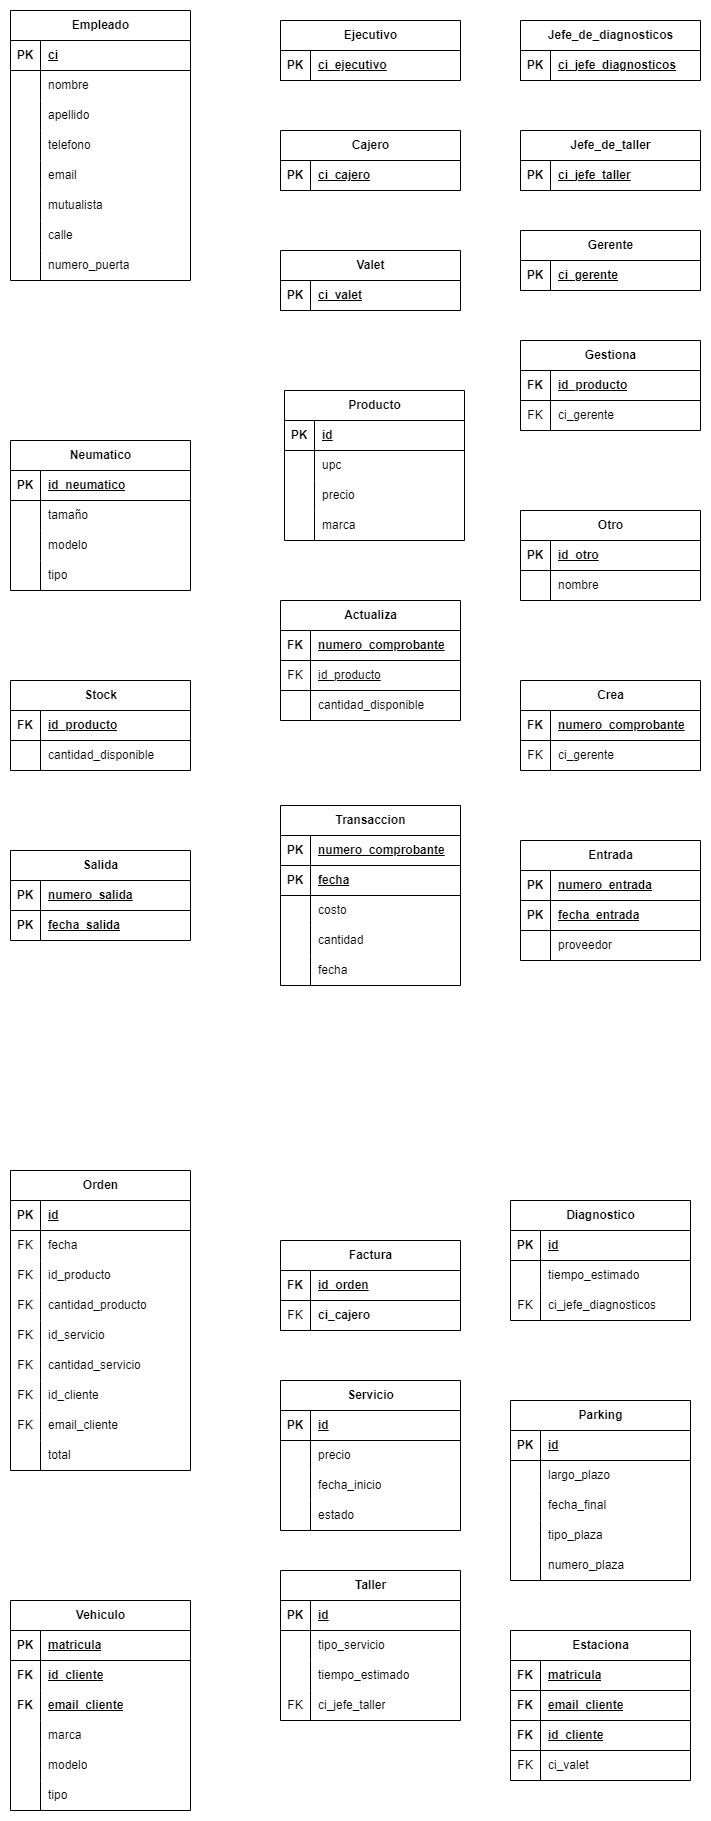 Empleado
PK ci
nombre
apellido
telefono
email
mutualista
calle
numero_puerta
Ejecutivo
PK ci_ejecutivo
Jefe_de_diagnosticos
PK ci_jefe_diagnosticos
Cajero
PK ci_cajero
Jefe_de_taller
PK ci_jefe_taller
Valet
PK ci_valet
Gerente
PK ci_gerente
Gestiona
FK id_producto
FK ci_gerente
Neumatico
PK id_neumatico
tamaño
modelo
tipo
Producto
PK id
upc
precio
marca
Otro
PK id_otro
nombre
Actualiza
FK numero_comprobante
FK id_producto
cantidad_disponible
Stock
FK id_producto
cantidad_disponible
Crea
FK numero_comprobante
FK ci_gerente
Transaccion
PK numero_comprobante
PK fecha
costo
cantidad
fecha
Salida
PK numero_salida
PK fecha_salida
Entrada
PK numero_entrada
PK fecha_entrada
proveedor
Orden
PK id
FK fecha
FK id_producto
FK cantidad_producto
FK id_servicio
FK cantidad_servicio
FK id_cliente
FK email_cliente
total
Factura
FK id_orden
FK ci_cajero
Diagnostico
PK id
tiempo_estimado
FK ci_jefe_diagnosticos
Servicio
PK id
precio
fecha_inicio
estado
Parking
PK id
largo_plazo
fecha_final
tipo_plaza
numero_plaza
Vehiculo
PK matricula
FK id_cliente
FK email_cliente
marca
modelo
tipo
Taller
PK id
tipo_servicio
tiempo_estimado
FK ci_jefe_taller
Estaciona
FK matricula
FK email_cliente
FK id_cliente
FK ci_valet